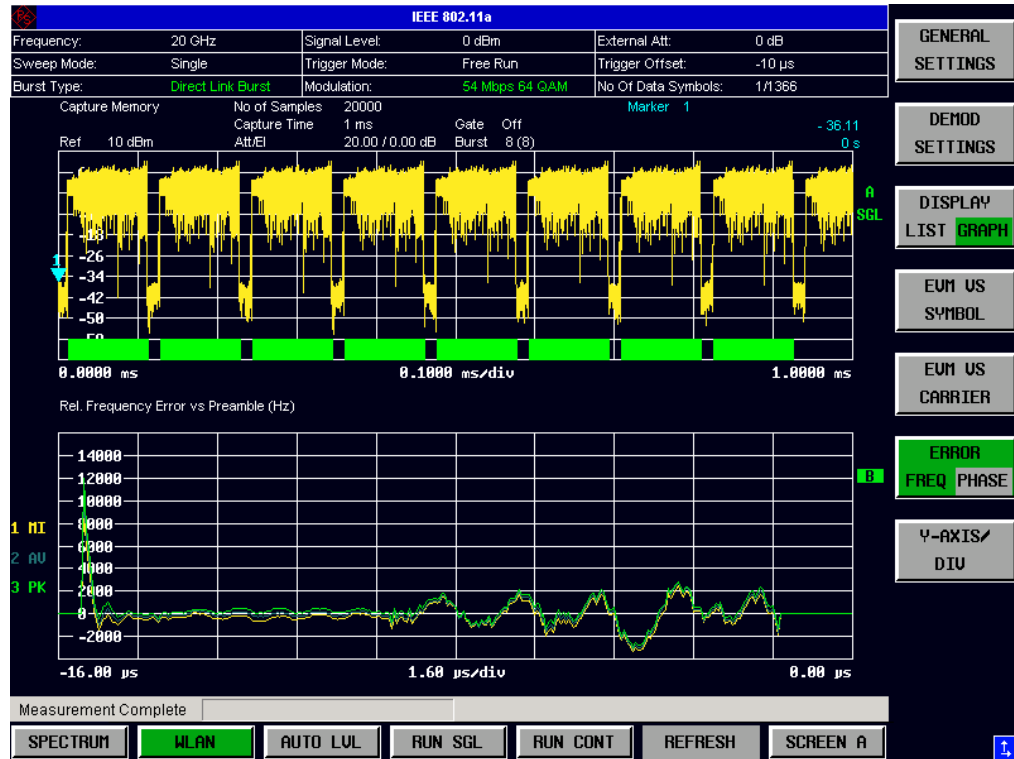 IEEE 802.11a
Frequency: 20 GHz Signal Level: 0 dBm External Att: 0 dB
Sweep Mode: Single Trigger Mode: Free Run Trigger Offset: -10 µs
Burst Type: Direct Link Burst Modulation: 54 Mbps 64 QAM No Of Data Symbols: 1/1366
Capture Memory No of Samples 20000 Marker 1
Capture Time 1 ms Gate Off - 36.11
Ref 10 dBm Att/El 20.00 / 0.00 dB Burst 8 (8) 0 s
A
SGL
-18
1 -26
-34
-42
-50
0.0000 ms 0.1000 ms/div 1.0000 ms
Rel. Frequency Error vs Preamble (Hz)
14000
12000
B
10000
8000
1 MI
6000
2 AV
4000
3 PK
2000
0
-2000
-16.00 µs 1.60 µs/div 0.00 µs
Measurement Complete
SPECTRUM WLAN AUTO LVL RUN SGL RUN CONT REFRESH SCREEN A
GENERAL
SETTINGS
DEMOD
SETTINGS
DISPLAY
LIST GRAPH
EVM VS
SYMBOL
EVM VS
CARRIER
ERROR
FREQ PHASE
Y-AXIS/
DIV